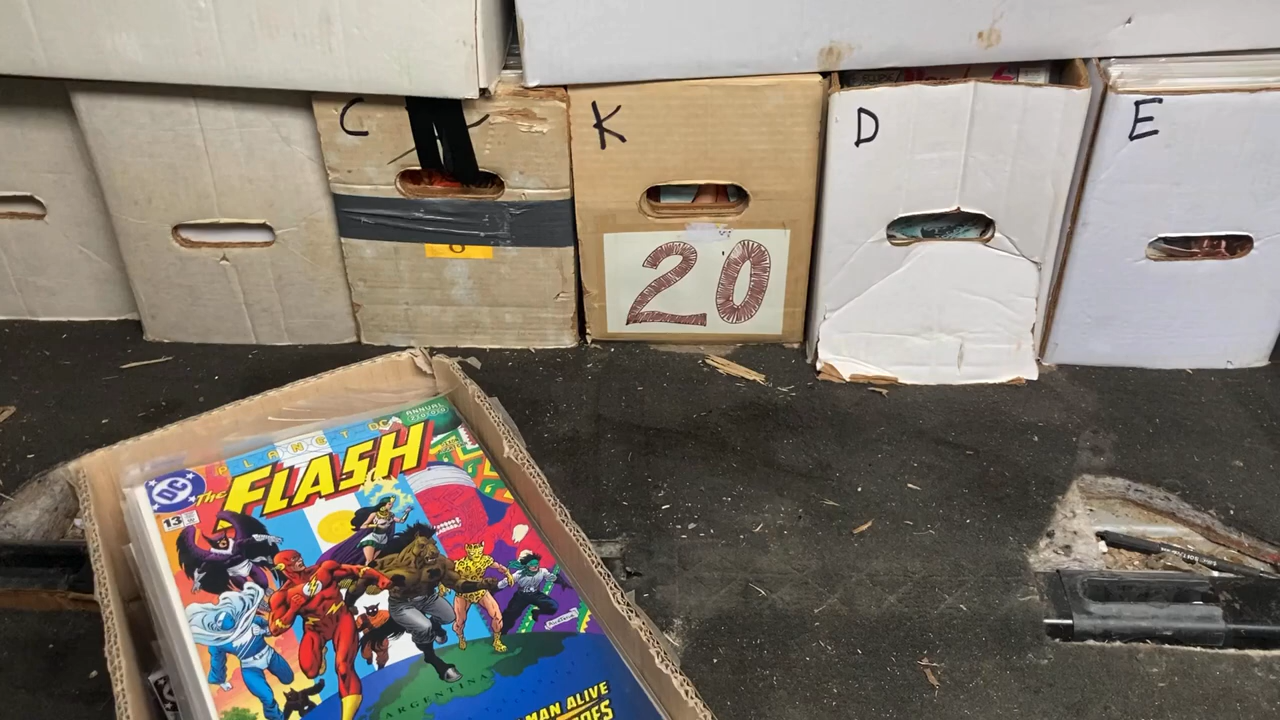 C
K
D
E
20
PLANET DC
ANNUAL
DC
The FLASH
13
ARGENTINA
MAN ALIVE